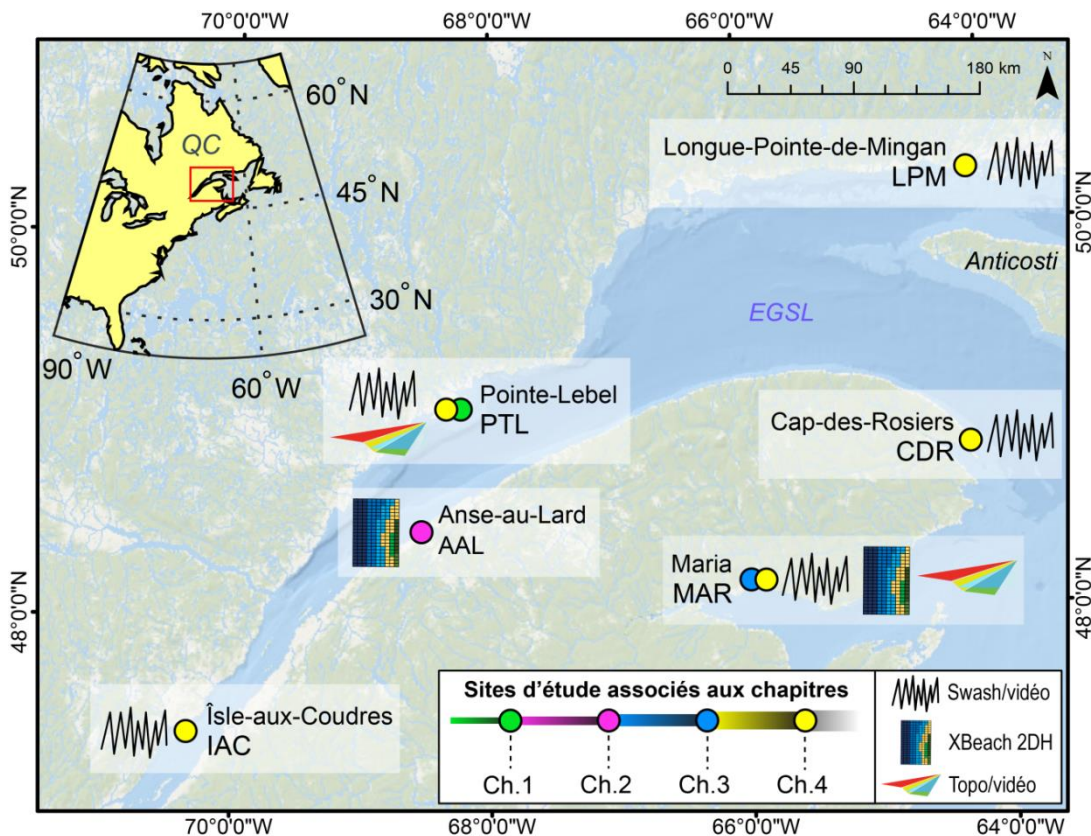 70°0'0"W
68°0'0"W
66°0'0"W
64°0'0"W
0 45 90 180 km
N
60°N
QC
45°N
30°N
90°W
60°W
50°0'0"N
50°0'0"N
Longue-Pointe-de-Mingan
LPM
Anticosti
EGSL
Pointe-Lebel
PTL
Cap-des-Rosiers
CDR
Anse-au-Lard
AAL
Maria
MAR
48°0'0"N
48°0'0"N
Îsle-aux-Coudres
IAC
Sites d'étude associés aux chapitres
Ch.1 Ch.2 Ch.3 Ch.4
Swash/vidéo
XBeach 2DH
Topo/vidéo
70°0'0"W
68°0'0"W
66°0'0"W
64°0'0"W